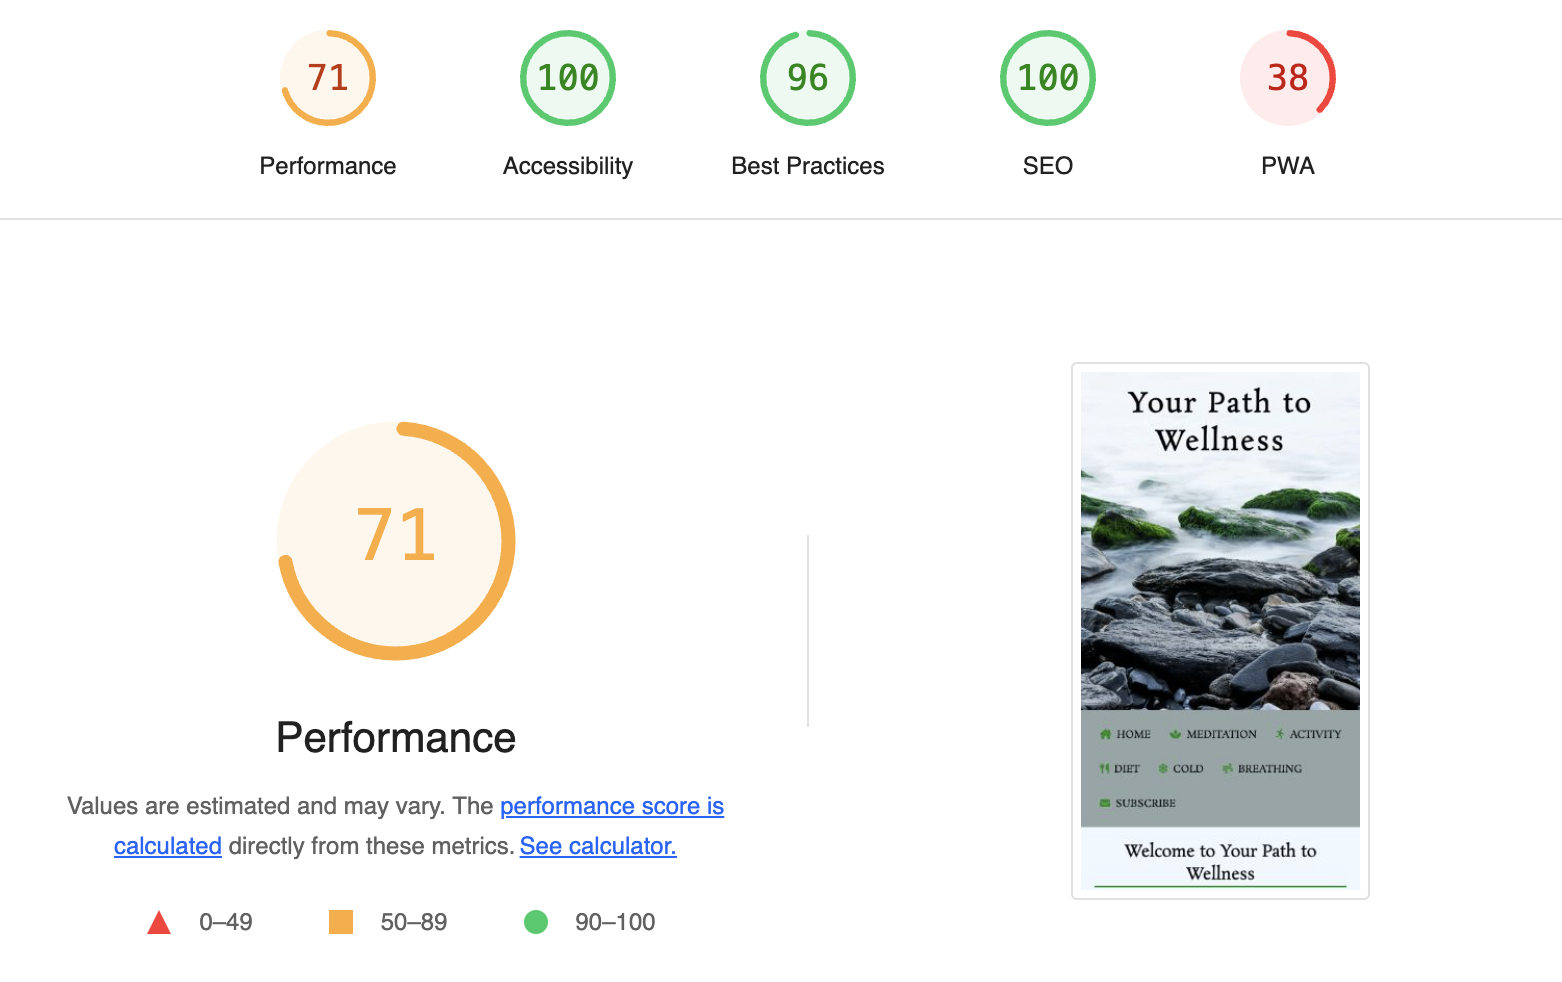 71
100
96
100
38
Performance
Accessibility
Best Practices
SEO
PWA
71
Performance
Values are estimated and may vary. The performance score is
calculated directly from these metrics. See calculator.
0–49
50–89
90–100
Your Path to
Wellness
HOME MEDITATION ACTIVITY
DIET COLD BREATHING
SUBSCRIBE
Welcome to Your Path to
Wellness